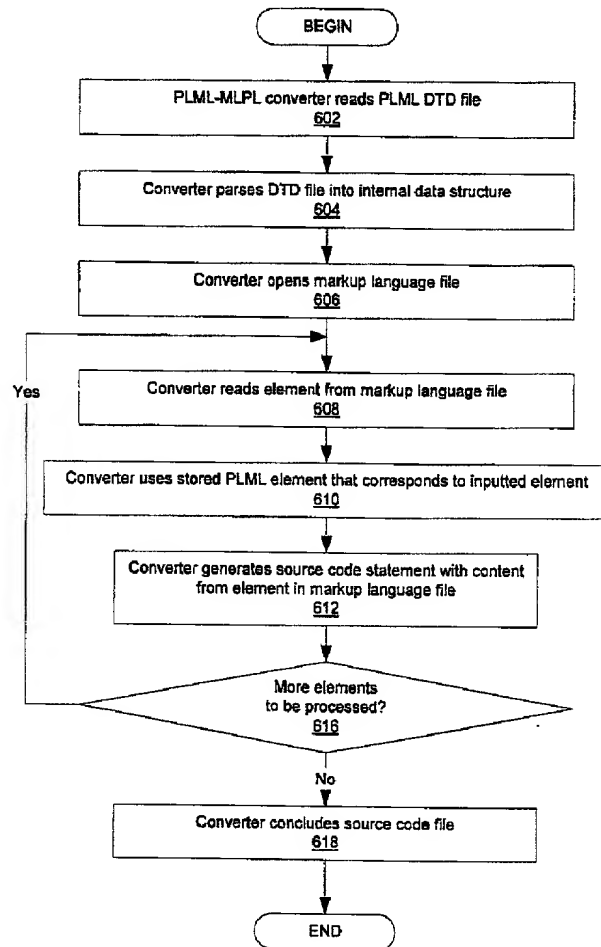 BEGIN
PLML-MLPL converter reads PLML DTD file
602
Converter parses DTD file into internal data structure
604
Converter opens markup language file
606
Yes
Converter reads element from markup language file
608
Converter uses stored PLML element that corresponds to inputted element
610
Converter generates source code statement with content
from element in markup language file
612
More elements
to be processed?
616
No
Converter concludes source code file
618
END